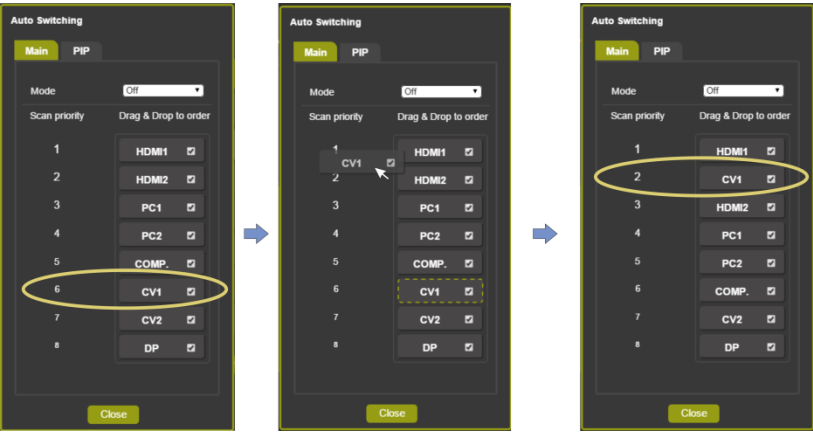 Auto Switching
Main PIP
Mode Off
Scan priority Drag & Drop to order
1 HDMI1
2 HDMI2
3 PC1
4 PC2
5 COMP.
6 CV1
7 CV2
8 DP
Close
Auto Switching
Main PIP
Mode Off
Scan priority Drag & Drop to order
1 HDMI1
CV1
2 HDMI2
3 PC1
4 PC2
5 COMP.
6 CV1
7 CV2
8 DP
Close
Auto Switching
Main PIP
Mode Off
Scan priority Drag & Drop to order
1 HDMI1
2 CV1
3 HDMI2
4 PC1
5 PC2
6 COMP.
7 CV2
8 DP
Close